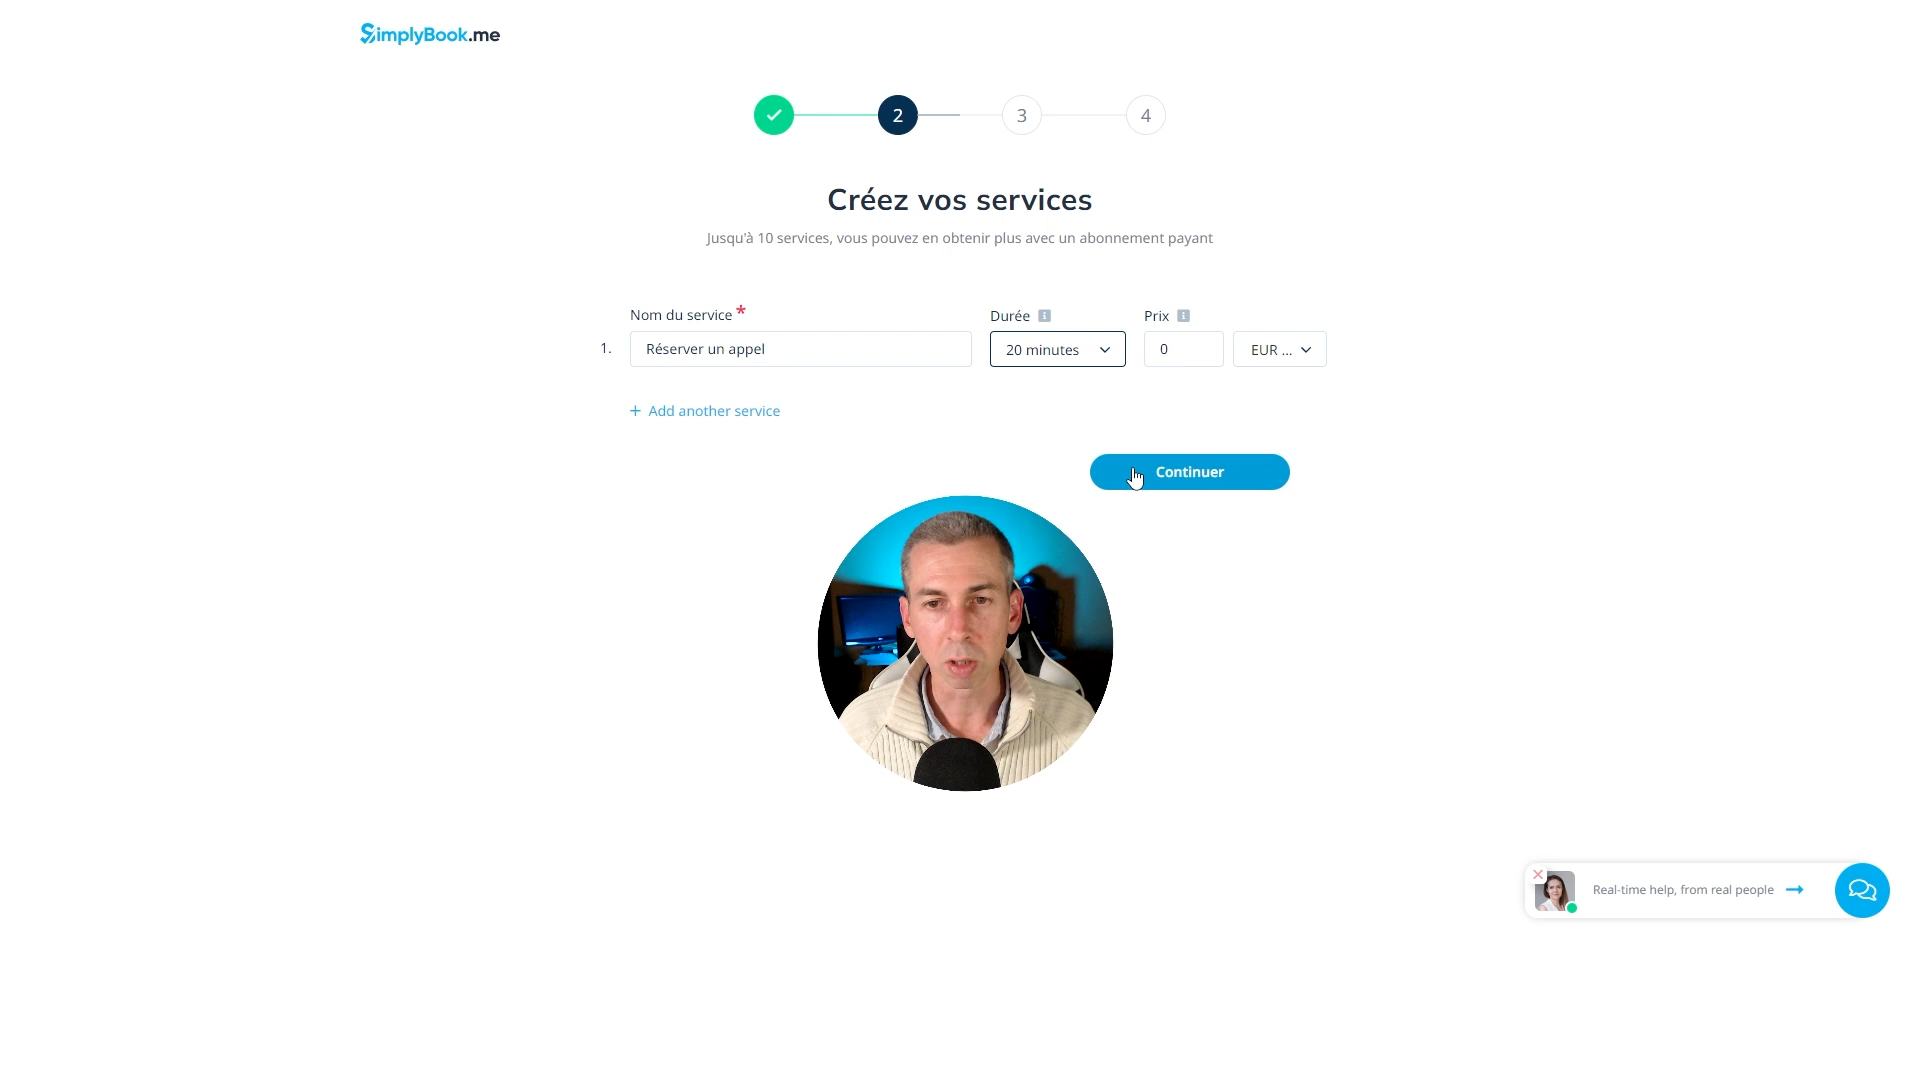 SimplyBook.me
2
3
4
Créez vos services
Jusqu'à 10 services, vous pouvez en obtenir plus avec un abonnement payant
Nom du service *
Durée
Prix
1.
Réserver un appel
20 minutes
0
EUR ...
+ Add another service
Continuer
Real-time help, from real people